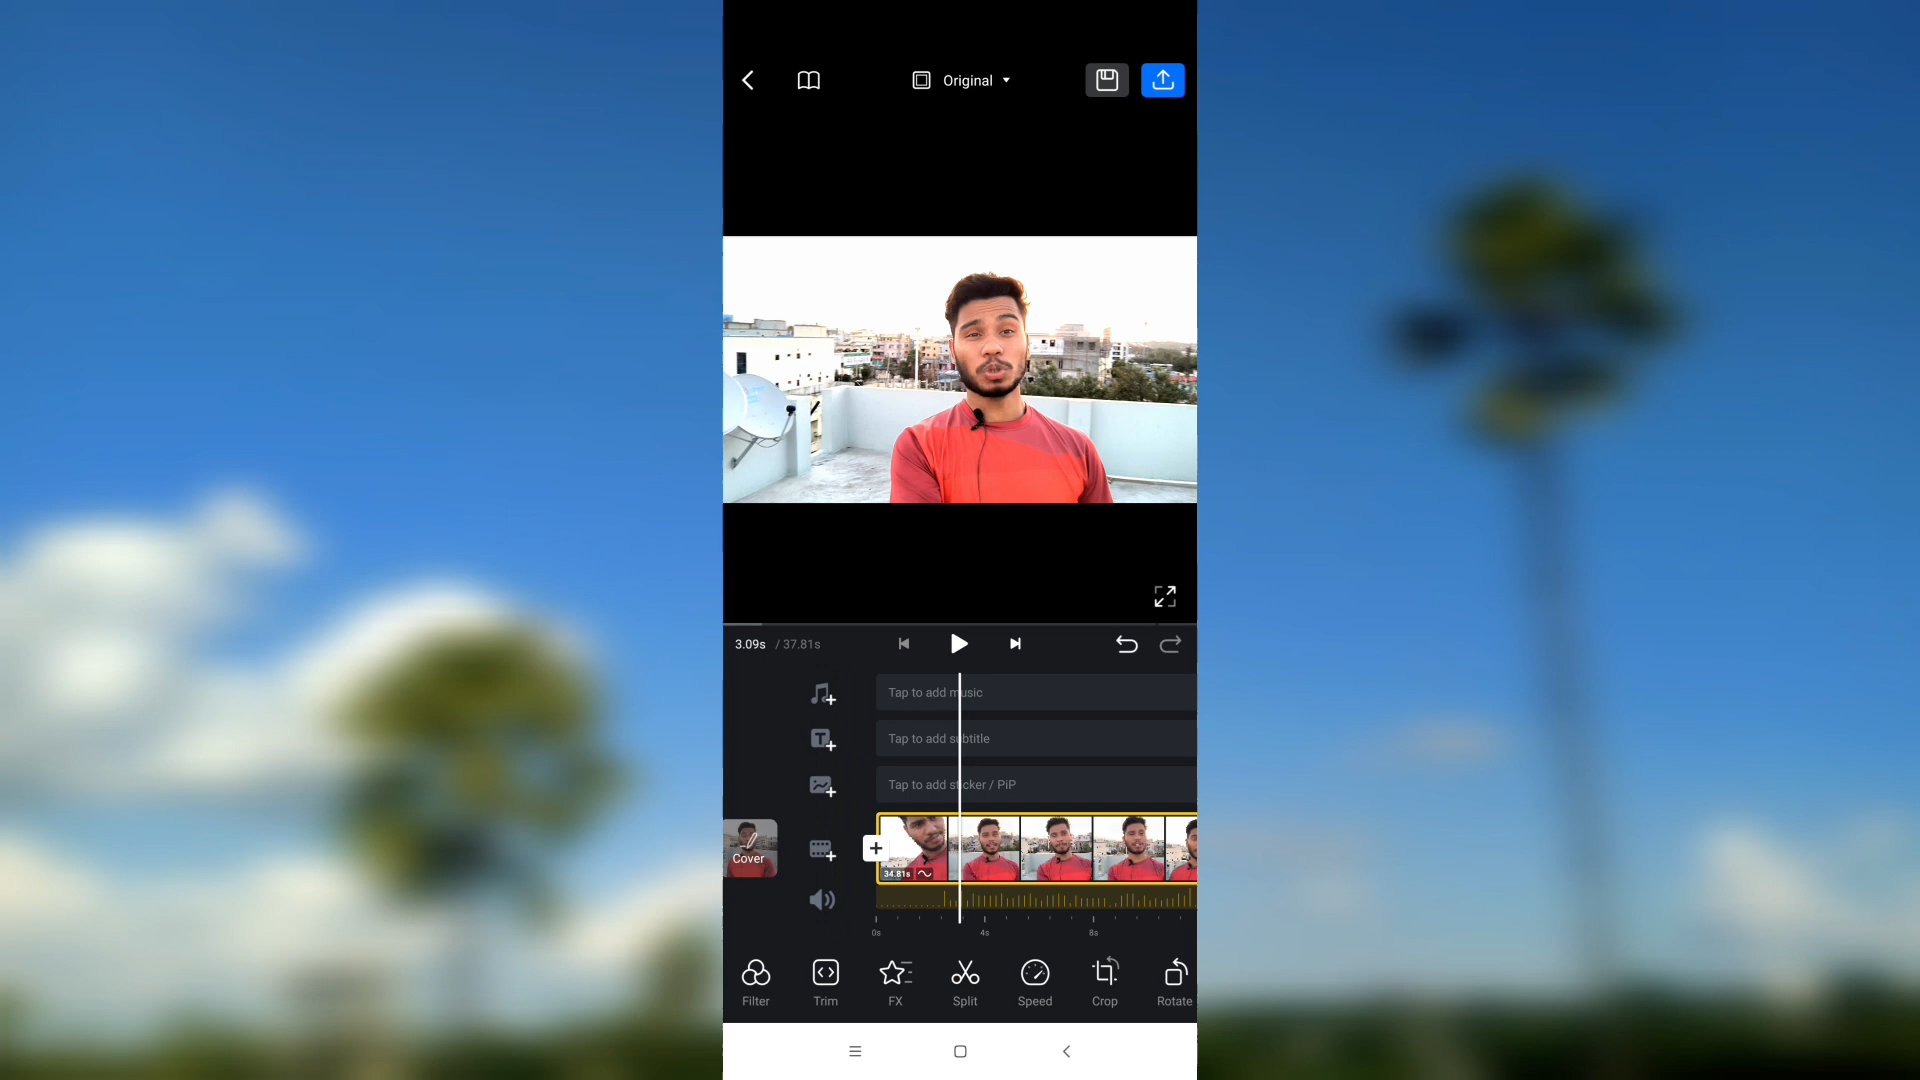 Original
3.09s / 37.81s
Tap to add music
Tap to add subtitle
Tap to add sticker / PiP
Cover
34.81s
0s 4s 8s
Filter Trim FX Split Speed Crop Rotate